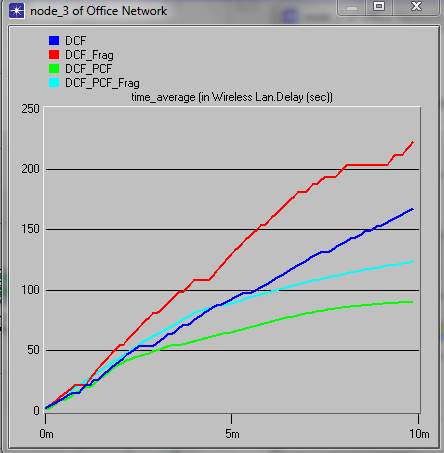 node_3 of Office Network
DCF
DCF_Frag
DCF_PCF
DCF_PCF_Frag
time_average (in Wireless Lan.Delay (sec))
250
200
150
100
50
0
0m 5m 10m